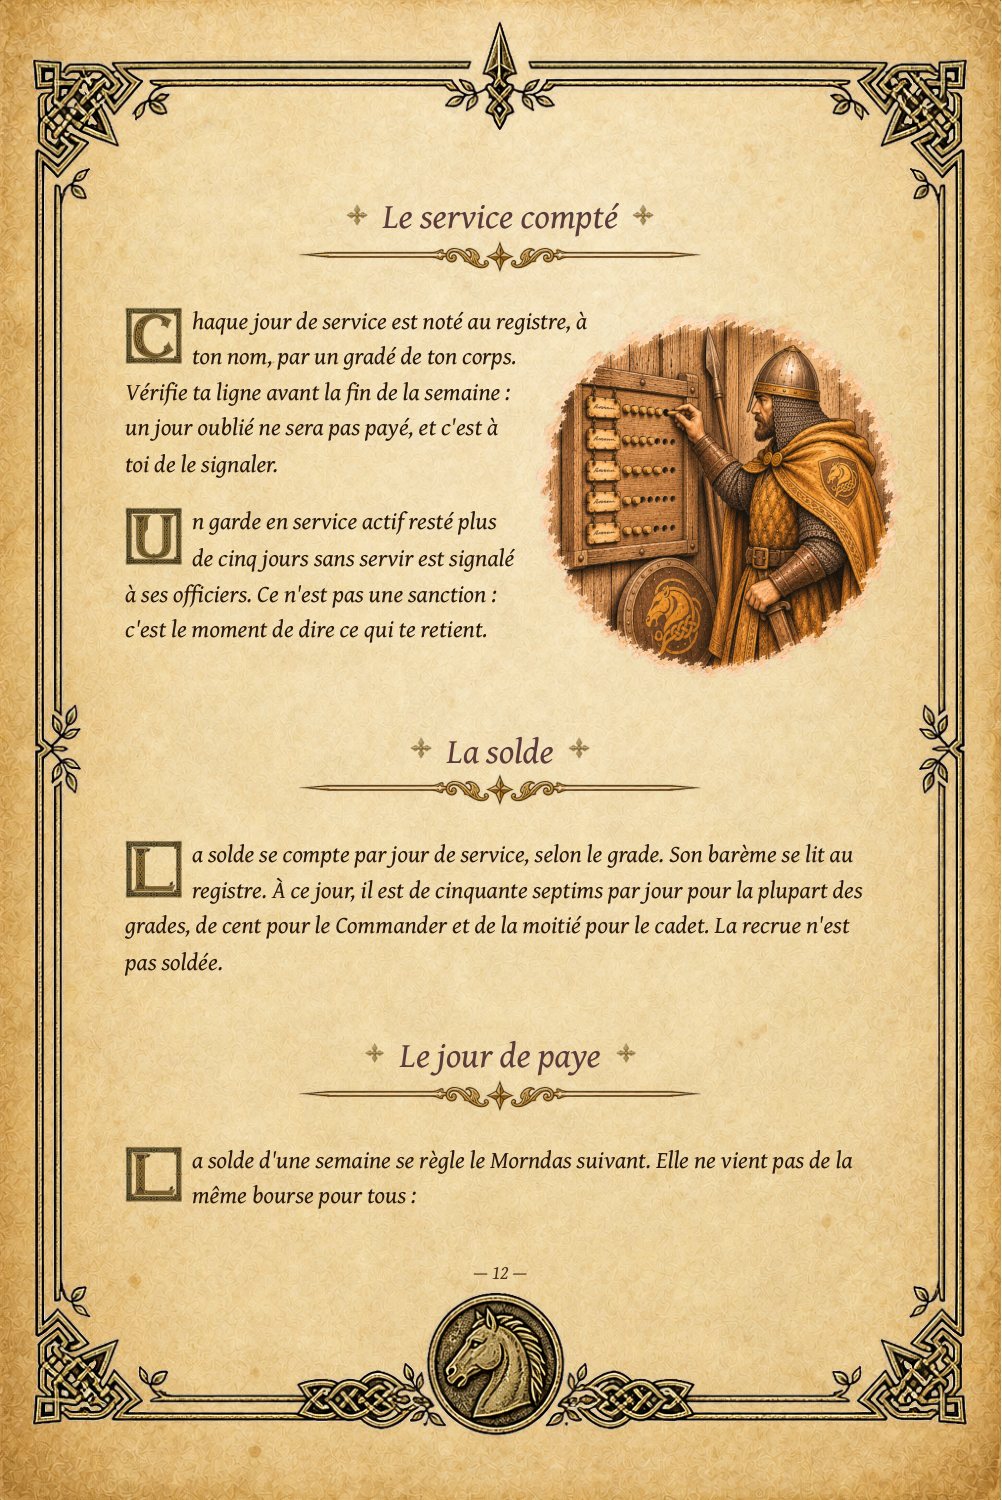 Le service compté
Chaque jour de service est noté au registre, à
ton nom, par un gradé de ton corps.
Vérifie ta ligne avant la fin de la semaine :
un jour oublié ne sera pas payé, et c'est à
toi de le signaler.
Un garde en service actif resté plus
de cinq jours sans servir est signalé
à ses officiers. Ce n'est pas une sanction :
c'est le moment de dire ce qui te retient.
La solde
La solde se compte par jour de service, selon le grade. Son barème se lit au
registre. À ce jour, il est de cinquante septims par jour pour la plupart des
grades, de cent pour le Commander et de la moitié pour le cadet. La recrue n'est
pas soldée.
Le jour de paye
La solde d'une semaine se règle le Morndas suivant. Elle ne vient pas de la
même bourse pour tous :
— 12 —